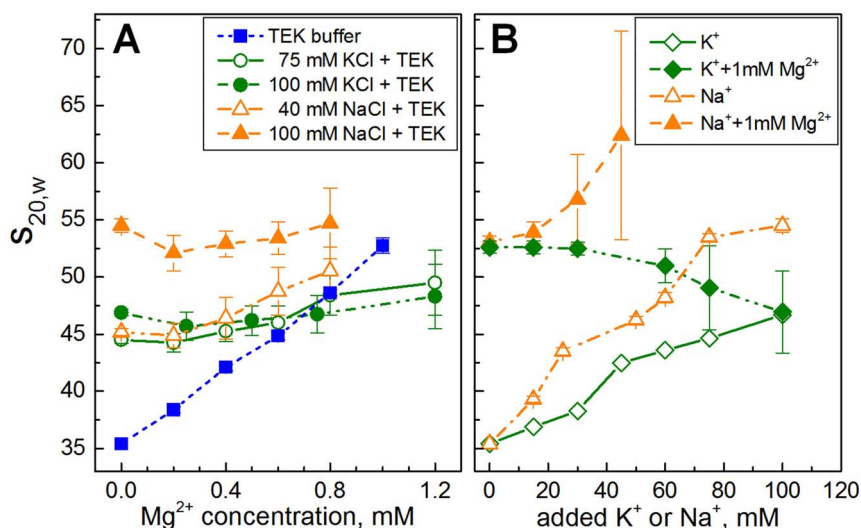 A
TEK buffer
75 mM KCl + TEK
100 mM KCl + TEK
40 mM NaCl + TEK
100 mM NaCl + TEK
B
K⁺
K⁺+1mM Mg²⁺
Na⁺
Na⁺+1mM Mg²⁺
S₂₀,w
70
65
60
55
50
45
40
35
0.0 0.4 0.8 1.2
0 20 40 60 80 100 120
Mg²⁺ concentration, mM
added K⁺ or Na⁺, mM